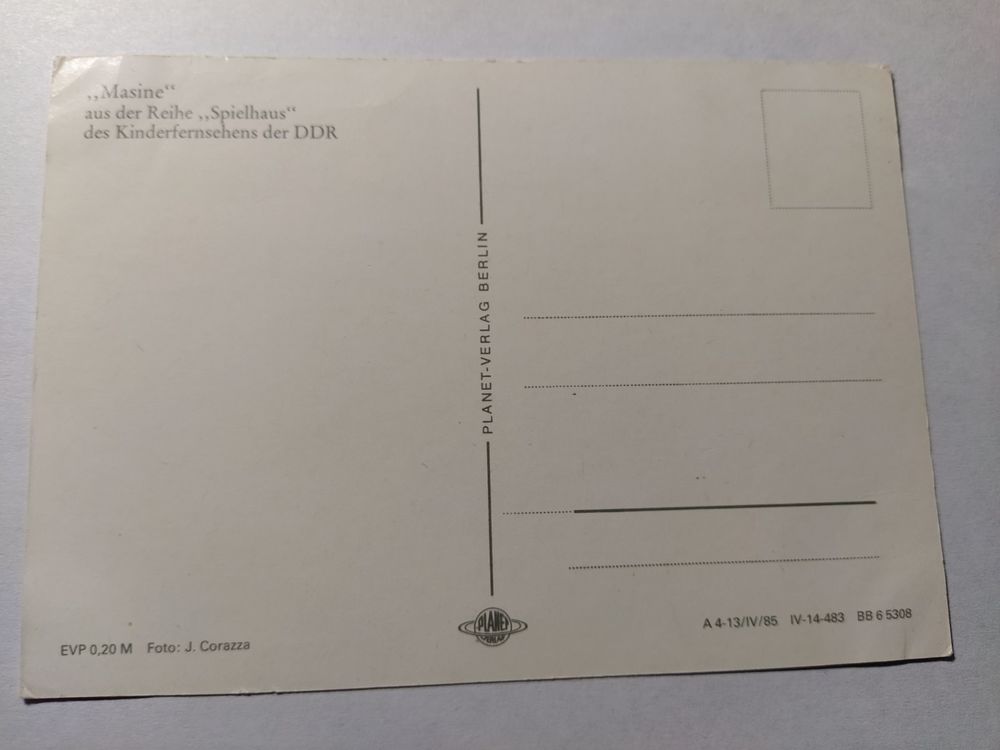 „Masine“
aus der Reihe „Spielhaus“
des Kinderfernsehens der DDR
PLANET-VERLAG BERLIN
EVP 0,20 M Foto: J. Corazza
PLANET
VERLAG
A 4-13/IV/85 IV-14-483 BB 6 5308